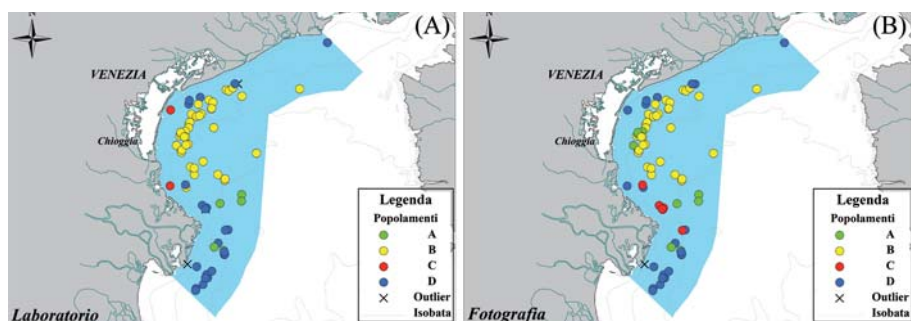 (A)
N
VENEZIA
Chioggia
Legenda
Popolamenti
A
B
C
D
Outlier
Isobata
Laboratorio
(B)
VENEZIA
Chioggia
Legenda
Popolamenti
A
B
C
D
Outlier
Isobata
Fotografia